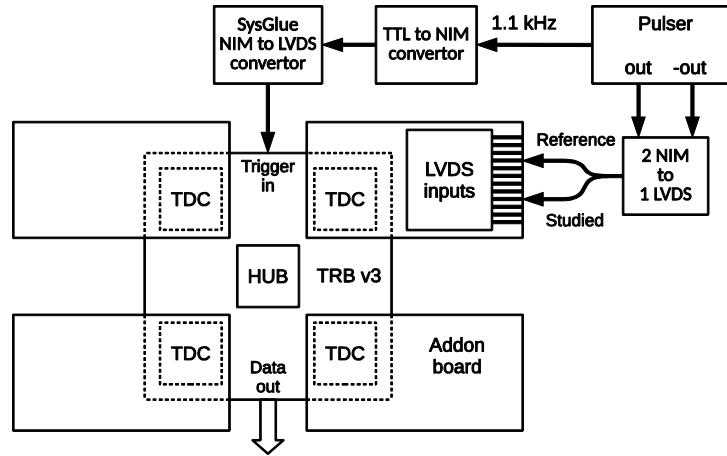 SysGlue
NIM to LVDS
convertor
TTL to NIM
convertor
1.1 kHz
Pulser
out
-out
2 NIM
to
1 LVDS
Reference
Studied
LVDS
inputs
Trigger
in
TDC
TDC
HUB
TRB v3
TDC
TDC
Data
out
Addon
board